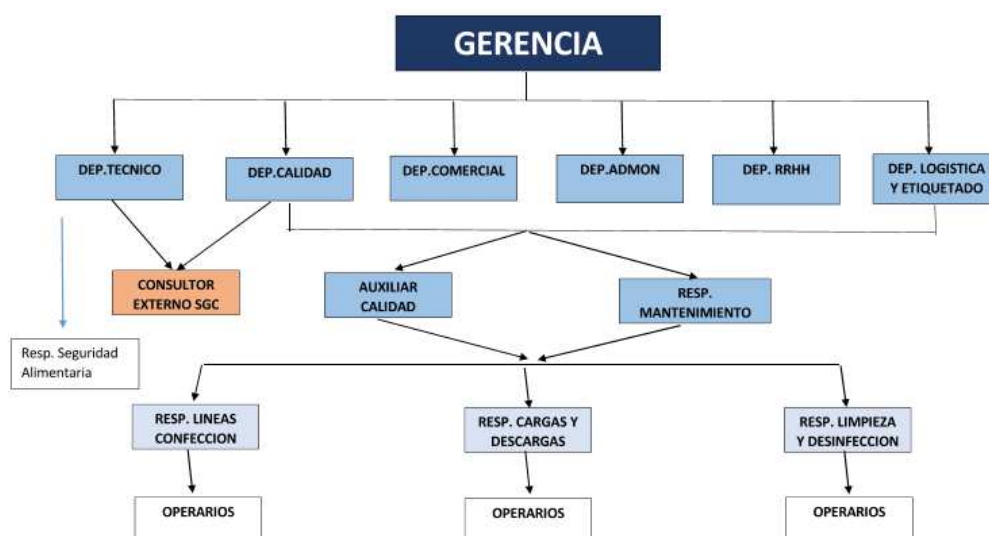 GERENCIA
DEP.TECNICO
DEP.CALIDAD
DEP.COMERCIAL
DEP.ADMON
DEP. RRHH
DEP. LOGISTICA
Y ETIQUETADO
CONSULTOR
EXTERNO SGC
AUXILIAR
CALIDAD
RESP.
MANTENIMIENTO
Resp. Seguridad
Alimentaria
RESP. LINEAS
CONFECCION
RESP. CARGAS Y
DESCARGAS
RESP. LIMPIEZA
Y DESINFECCION
OPERARIOS
OPERARIOS
OPERARIOS